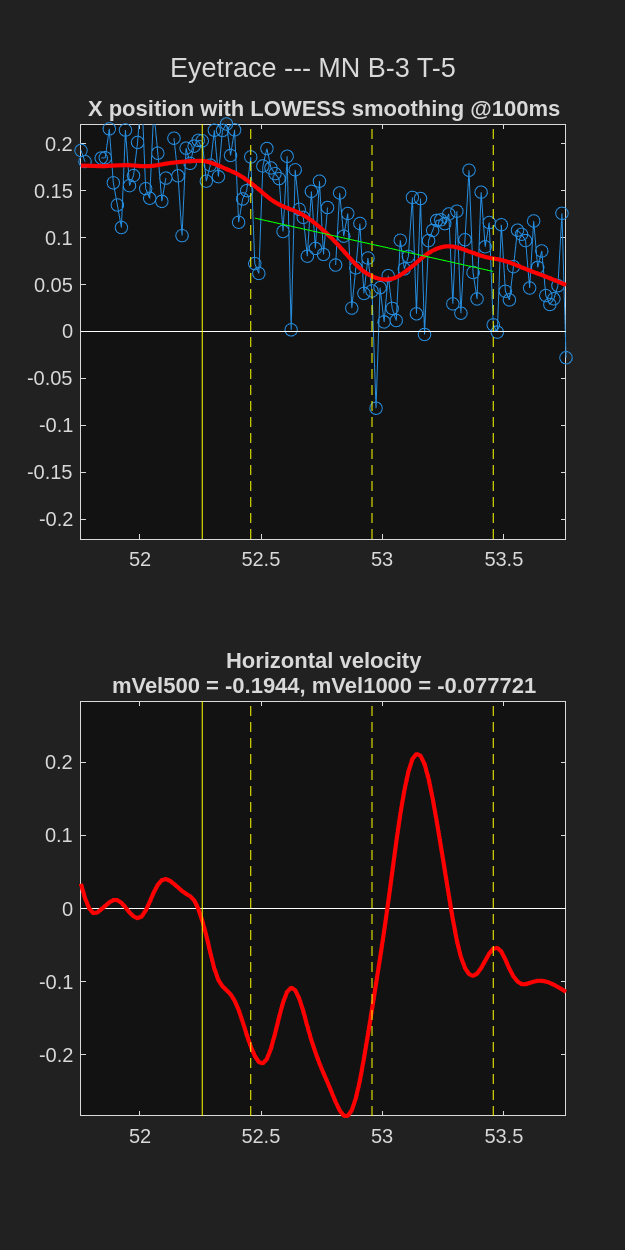 Eyetrace --- MN B-3 T-5
X position with LOWESS smoothing @100ms
0.2
0.15
0.1
0.05
0
-0.05
-0.1
-0.15
-0.2
52 52.5 53 53.5
Horizontal velocity
mVel500 = -0.1944, mVel1000 = -0.077721
0.2
0.1
0
-0.1
-0.2
52 52.5 53 53.5